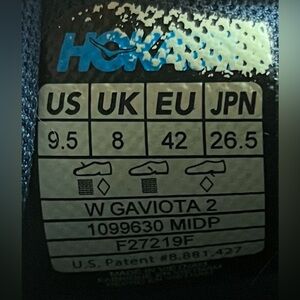 HOKA
US UK EU JPN
9.5 8 42 26.5
W GAVIOTA 2
1099630 MIDP
F27219F
U.S. Patent #8,881,427